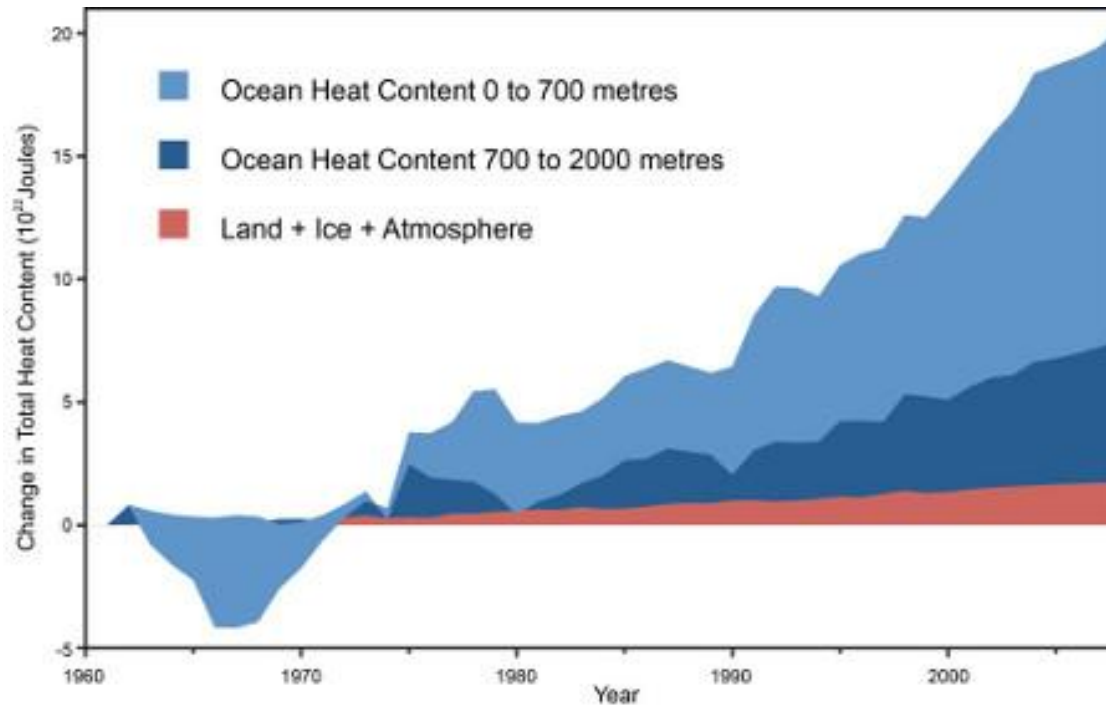 20
15
10
5
0
-5
Change in Total Heat Content (10²² Joules)
Ocean Heat Content 0 to 700 metres
Ocean Heat Content 700 to 2000 metres
Land + Ice + Atmosphere
1960 1970 1980 1990 2000
Year